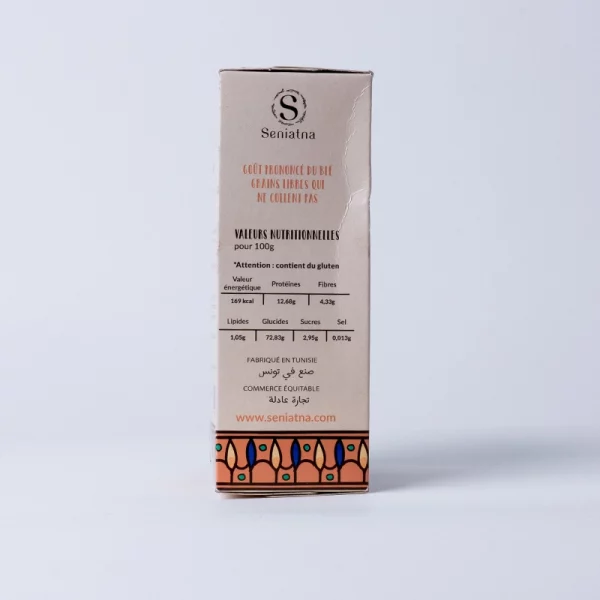 S
Seniatna
GOÛT PRONONCÉ DU BLÉ
GRAINS LIBRES QUI
NE COLLENT PAS
VALEURS NUTRITIONNELLES
pour 100g
*Attention : contient du gluten
Valeur énergétique Protéines Fibres
169 kcal 12.68g 4,33g
Lipides Glucides Sucres Sel
1,05g 72,83g 2,95g 0,013g
FABRIQUÉ EN TUNISIE
صنع في تونس
COMMERCE ÉQUITABLE
تجارة عادلة
www.seniatna.com